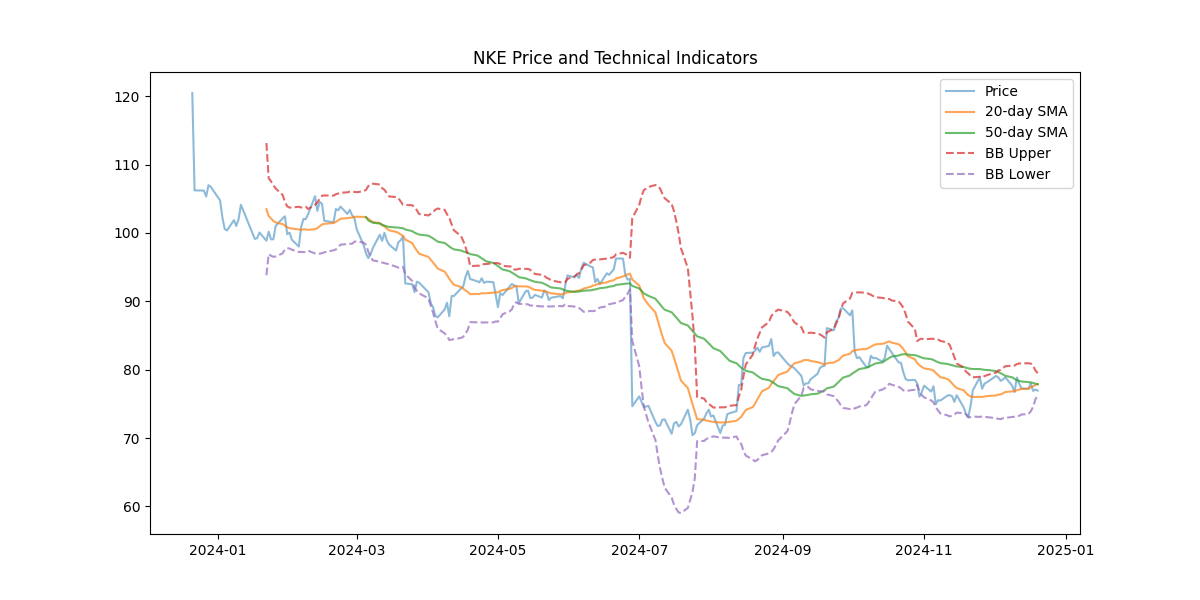 NKE Price and Technical Indicators
120
110
100
90
80
70
60
2024-01
2024-03
2024-05
2024-07
2024-09
2024-11
2025-01
Price
20-day SMA
50-day SMA
BB Upper
BB Lower